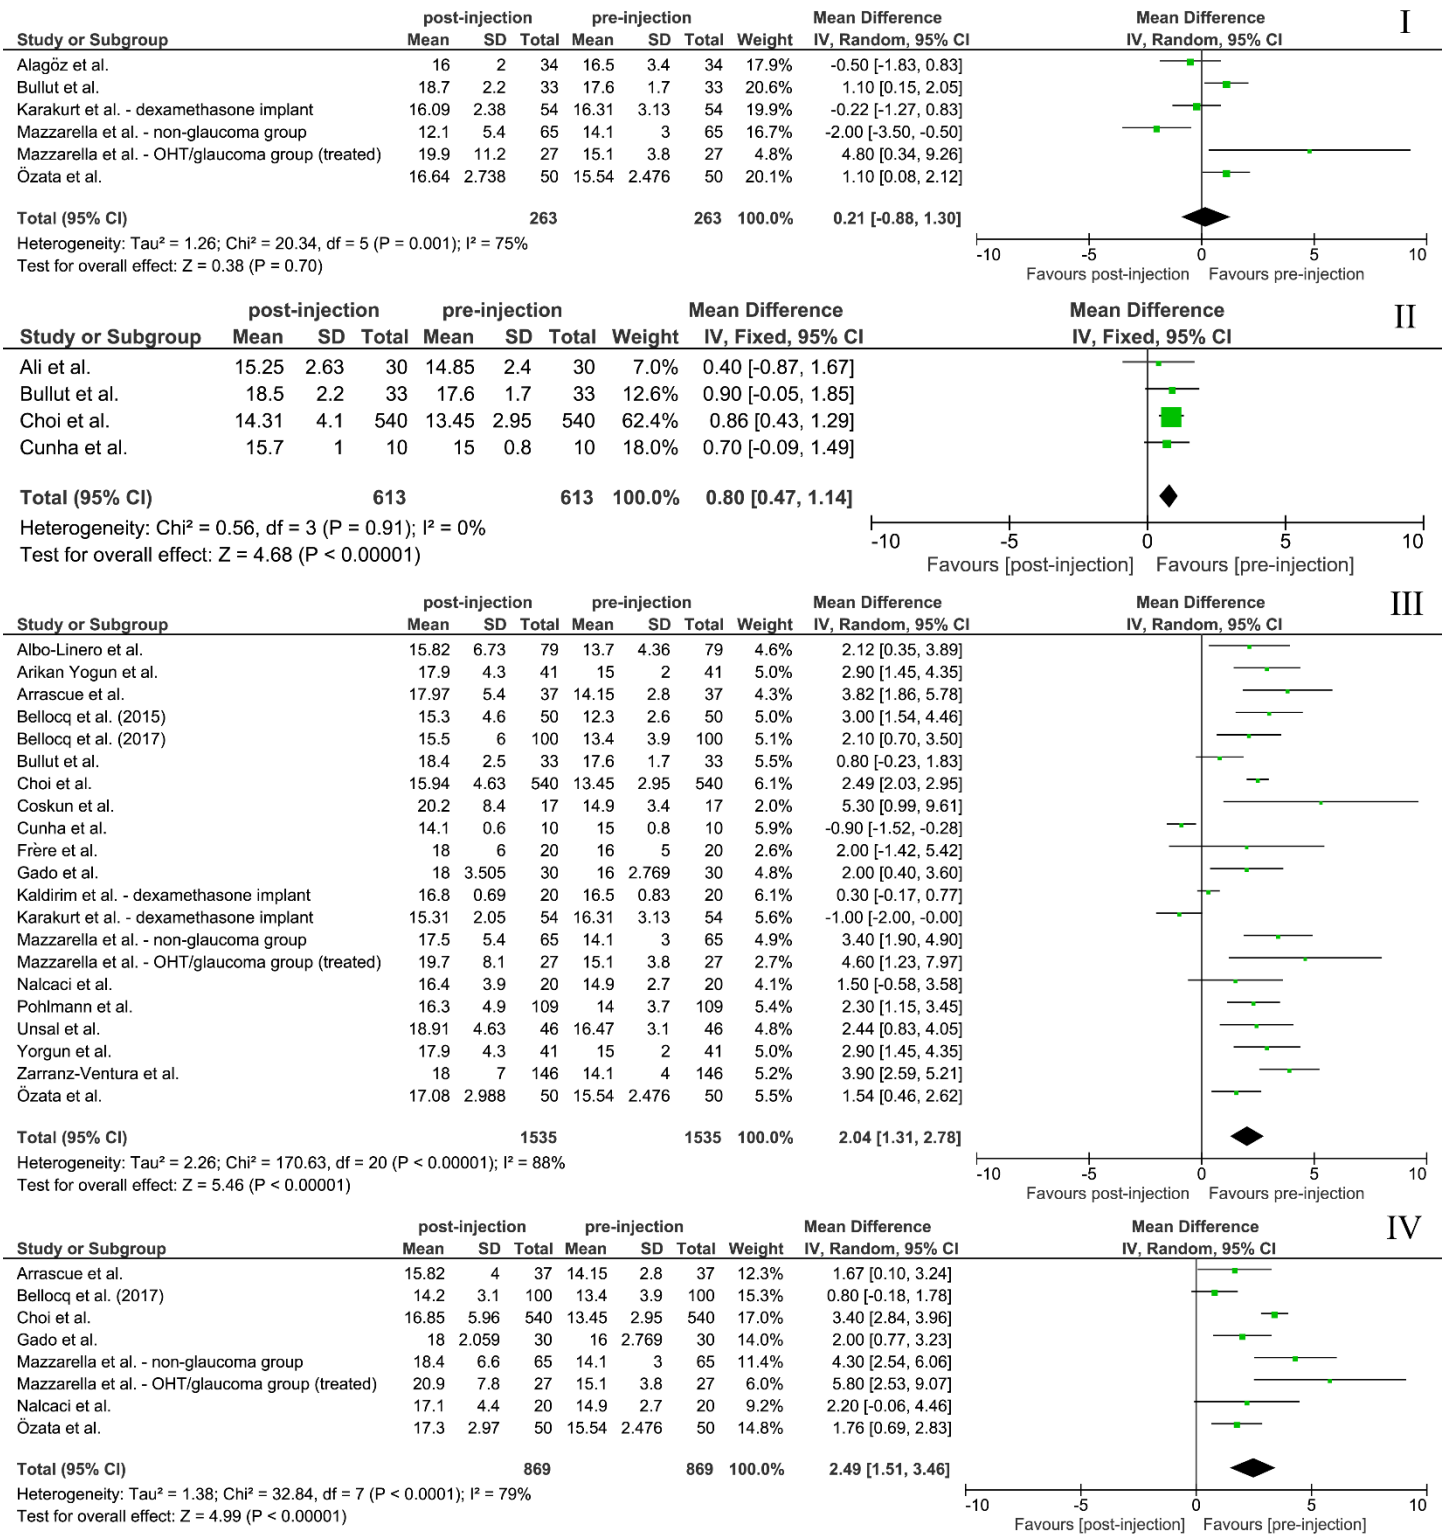 post-injection pre-injection Mean Difference Mean Difference I
Study or Subgroup Mean SD Total Mean SD Total Weight IV, Random, 95% CI IV, Random, 95% CI
Alagöz et al. 16 2 34 16.5 3.4 34 17.9% -0.50 [-1.83, 0.83]
Bullut et al. 18.7 2.2 33 17.6 1.7 33 20.6% 1.10 [0.15, 2.05]
Karakurt et al. - dexamethasone implant 16.09 2.38 54 16.31 3.13 54 19.9% -0.22 [-1.27, 0.83]
Mazzarella et al. - non-glaucoma group 12.1 5.4 65 14.1 3 65 16.7% -2.00 [-3.50, -0.50]
Mazzarella et al. - OHT/glaucoma group (treated) 19.9 11.2 27 15.1 3.8 27 4.8% 4.80 [0.34, 9.26]
Özata et al. 16.64 2.738 50 15.54 2.476 50 20.1% 1.10 [0.08, 2.12]
Total (95% CI) 263 263 100.0% 0.21 [-0.88, 1.30]
Heterogeneity: Tau² = 1.26; Chi² = 20.34, df = 5 (P = 0.001); I² = 75%
Test for overall effect: Z = 0.38 (P = 0.70)
-10 -5 0 5 10
Favours post-injection Favours pre-injection
post-injection pre-injection Mean Difference Mean Difference II
Study or Subgroup Mean SD Total Mean SD Total Weight IV, Fixed, 95% CI IV, Fixed, 95% CI
Ali et al. 15.25 2.63 30 14.85 2.4 30 7.0% 0.40 [-0.87, 1.67]
Bullut et al. 18.5 2.2 33 17.6 1.7 33 12.6% 0.90 [-0.05, 1.85]
Choi et al. 14.31 4.1 540 13.45 2.95 540 62.4% 0.86 [0.43, 1.29]
Cunha et al. 15.7 1 10 15 0.8 10 18.0% 0.70 [-0.09, 1.49]
Total (95% CI) 613 613 100.0% 0.80 [0.47, 1.14]
Heterogeneity: Chi² = 0.56, df = 3 (P = 0.91); I² = 0%
Test for overall effect: Z = 4.68 (P < 0.00001)
-10 -5 0 5 10
Favours [post-injection] Favours [pre-injection]
post-injection pre-injection Mean Difference Mean Difference III
Study or Subgroup Mean SD Total Mean SD Total Weight IV, Random, 95% CI IV, Random, 95% CI
Albo-Linero et al. 15.82 6.73 79 13.7 4.36 79 4.6% 2.12 [0.35, 3.89]
Arikan Yogun et al. 17.9 4.3 41 15 2 41 5.0% 2.90 [1.45, 4.35]
Arrascue et al. 17.97 5.4 37 14.15 2.8 37 4.3% 3.82 [1.86, 5.78]
Bellocq et al. (2015) 15.3 4.6 50 12.3 2.6 50 5.0% 3.00 [1.54, 4.46]
Bellocq et al. (2017) 15.5 6 100 13.4 3.9 100 5.1% 2.10 [0.70, 3.50]
Bullut et al. 18.4 2.5 33 17.6 1.7 33 5.5% 0.80 [-0.23, 1.83]
Choi et al. 15.94 4.63 540 13.45 2.95 540 6.1% 2.49 [2.03, 2.95]
Coskun et al. 20.2 8.4 17 14.9 3.4 17 2.0% 5.30 [0.99, 9.61]
Cunha et al. 14.1 0.6 10 15 0.8 10 5.9% -0.90 [-1.52, -0.28]
Frère et al. 18 6 20 16 5 20 2.6% 2.00 [-1.42, 5.42]
Gado et al. 18 3.505 30 16 2.769 30 4.8% 2.00 [0.40, 3.60]
Kaldirim et al. - dexamethasone implant 16.8 0.69 20 16.5 0.83 20 6.1% 0.30 [-0.17, 0.77]
Karakurt et al. - dexamethasone implant 15.31 2.05 54 16.31 3.13 54 5.6% -1.00 [-2.00, -0.00]
Mazzarella et al. - non-glaucoma group 17.5 5.4 65 14.1 3 65 4.9% 3.40 [1.90, 4.90]
Mazzarella et al. - OHT/glaucoma group (treated) 19.7 8.1 27 15.1 3.8 27 2.7% 4.60 [1.23, 7.97]
Nalcaci et al. 16.4 3.9 20 14.9 2.7 20 4.1% 1.50 [-0.58, 3.58]
Pohlmann et al. 16.3 4.9 109 14 3.7 109 5.4% 2.30 [1.15, 3.45]
Unsal et al. 18.91 4.63 46 16.47 3.1 46 4.8% 2.44 [0.83, 4.05]
Yorgun et al. 17.9 4.3 41 15 2 41 5.0% 2.90 [1.45, 4.35]
Zarranz-Ventura et al. 18 7 146 14.1 4 146 5.2% 3.90 [2.59, 5.21]
Özata et al. 17.08 2.988 50 15.54 2.476 50 5.5% 1.54 [0.46, 2.62]
Total (95% CI) 1535 1535 100.0% 2.04 [1.31, 2.78]
Heterogeneity: Tau² = 2.26; Chi² = 170.63, df = 20 (P < 0.00001); I² = 88%
Test for overall effect: Z = 5.46 (P < 0.00001)
-10 -5 0 5 10
Favours post-injection Favours pre-injection
post-injection pre-injection Mean Difference Mean Difference IV
Study or Subgroup Mean SD Total Mean SD Total Weight IV, Random, 95% CI IV, Random, 95% CI
Arrascue et al. 15.82 4 37 14.15 2.8 37 12.3% 1.67 [0.10, 3.24]
Bellocq et al. (2017) 14.2 3.1 100 13.4 3.9 100 15.3% 0.80 [-0.18, 1.78]
Choi et al. 16.85 5.96 540 13.45 2.95 540 17.0% 3.40 [2.84, 3.96]
Gado et al. 18 2.059 30 16 2.769 30 14.0% 2.00 [0.77, 3.23]
Mazzarella et al. - non-glaucoma group 18.4 6.6 65 14.1 3 65 11.4% 4.30 [2.54, 6.06]
Mazzarella et al. - OHT/glaucoma group (treated) 20.9 7.8 27 15.1 3.8 27 6.0% 5.80 [2.53, 9.07]
Nalcaci et al. 17.1 4.4 20 14.9 2.7 20 9.2% 2.20 [-0.06, 4.46]
Özata et al. 17.3 2.97 50 15.54 2.476 50 14.8% 1.76 [0.69, 2.83]
Total (95% CI) 869 869 100.0% 2.49 [1.51, 3.46]
Heterogeneity: Tau² = 1.38; Chi² = 32.84, df = 7 (P < 0.0001); I² = 79%
Test for overall effect: Z = 4.99 (P < 0.00001)
-10 -5 0 5 10
Favours [post-injection] Favours [pre-injection]